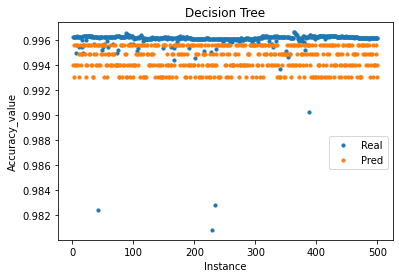 Decision Tree
0.996
0.994
0.992
0.990
0.988
0.986
0.984
0.982
Accuracy_value
Real
Pred
0
100
200
300
400
500
Instance